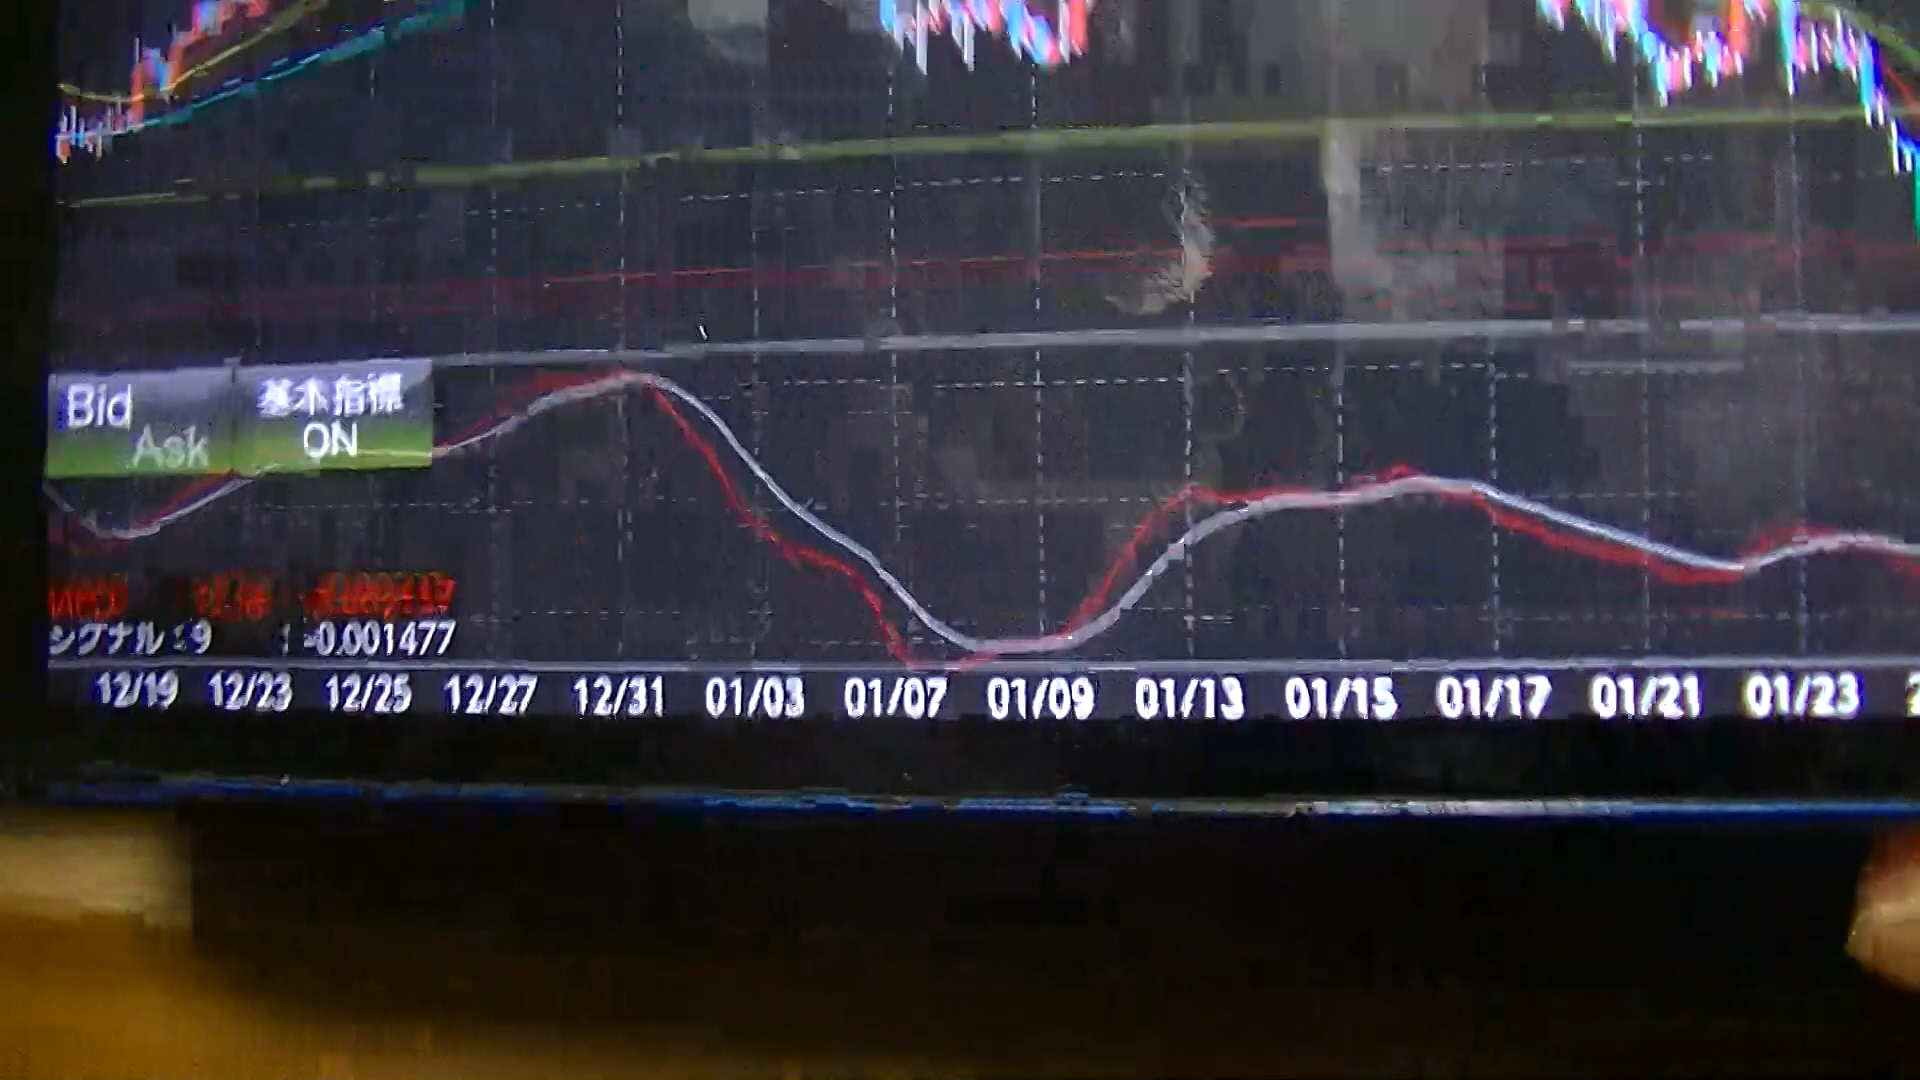 Bid
Ask
基本指標
ON
MACD
シグナル : 9 : -0.001477
12/19 12/23 12/25 12/27 12/31 01/03 01/07 01/09 01/13 01/15 01/17 01/21 01/23